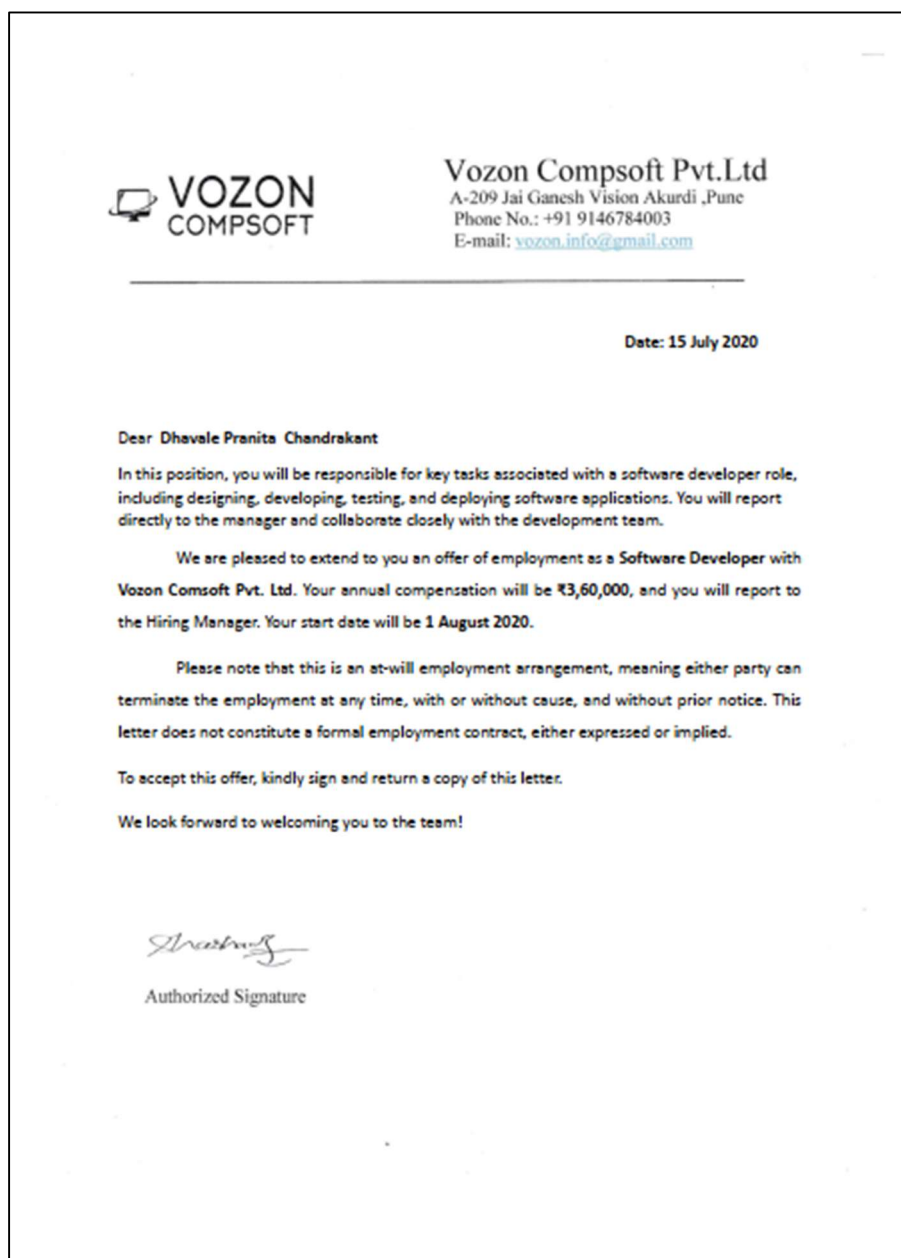 VOZON
COMPSOFT
Vozon Compsoft Pvt.Ltd
A-209 Jai Ganesh Vision Akurdi ,Pune
Phone No.: +91 9146784003
E-mail: vozon.info@gmail.com
Date: 15 July 2020
Dear Dhavale Pranita Chandrakant
In this position, you will be responsible for key tasks associated with a software developer role,
including designing, developing, testing, and deploying software applications. You will report
directly to the manager and collaborate closely with the development team.
We are pleased to extend to you an offer of employment as a Software Developer with
Vozon Comsoft Pvt. Ltd. Your annual compensation will be ₹3,60,000, and you will report to
the Hiring Manager. Your start date will be 1 August 2020.
Please note that this is an at-will employment arrangement, meaning either party can
terminate the employment at any time, with or without cause, and without prior notice. This
letter does not constitute a formal employment contract, either expressed or implied.
To accept this offer, kindly sign and return a copy of this letter.
We look forward to welcoming you to the team!
Authorized Signature